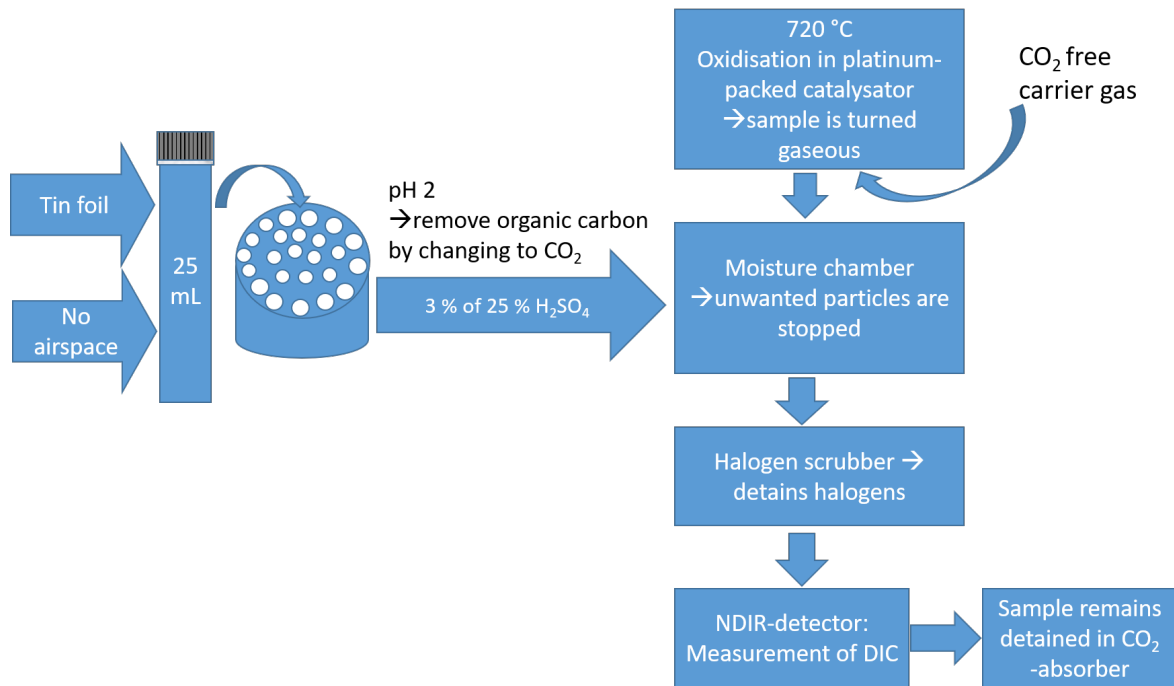 Tin foil
No
airspace
25
mL
pH 2
→remove organic carbon
by changing to CO₂
3 % of 25 % H₂SO₄
720 °C
Oxidisation in platinum-
packed catalysator
→sample is turned
gaseous
CO₂ free
carrier gas
Moisture chamber
→unwanted particles are
stopped
Halogen scrubber →
detains halogens
NDIR-detector:
Measurement of DIC
Sample remains
detained in CO₂
-absorber